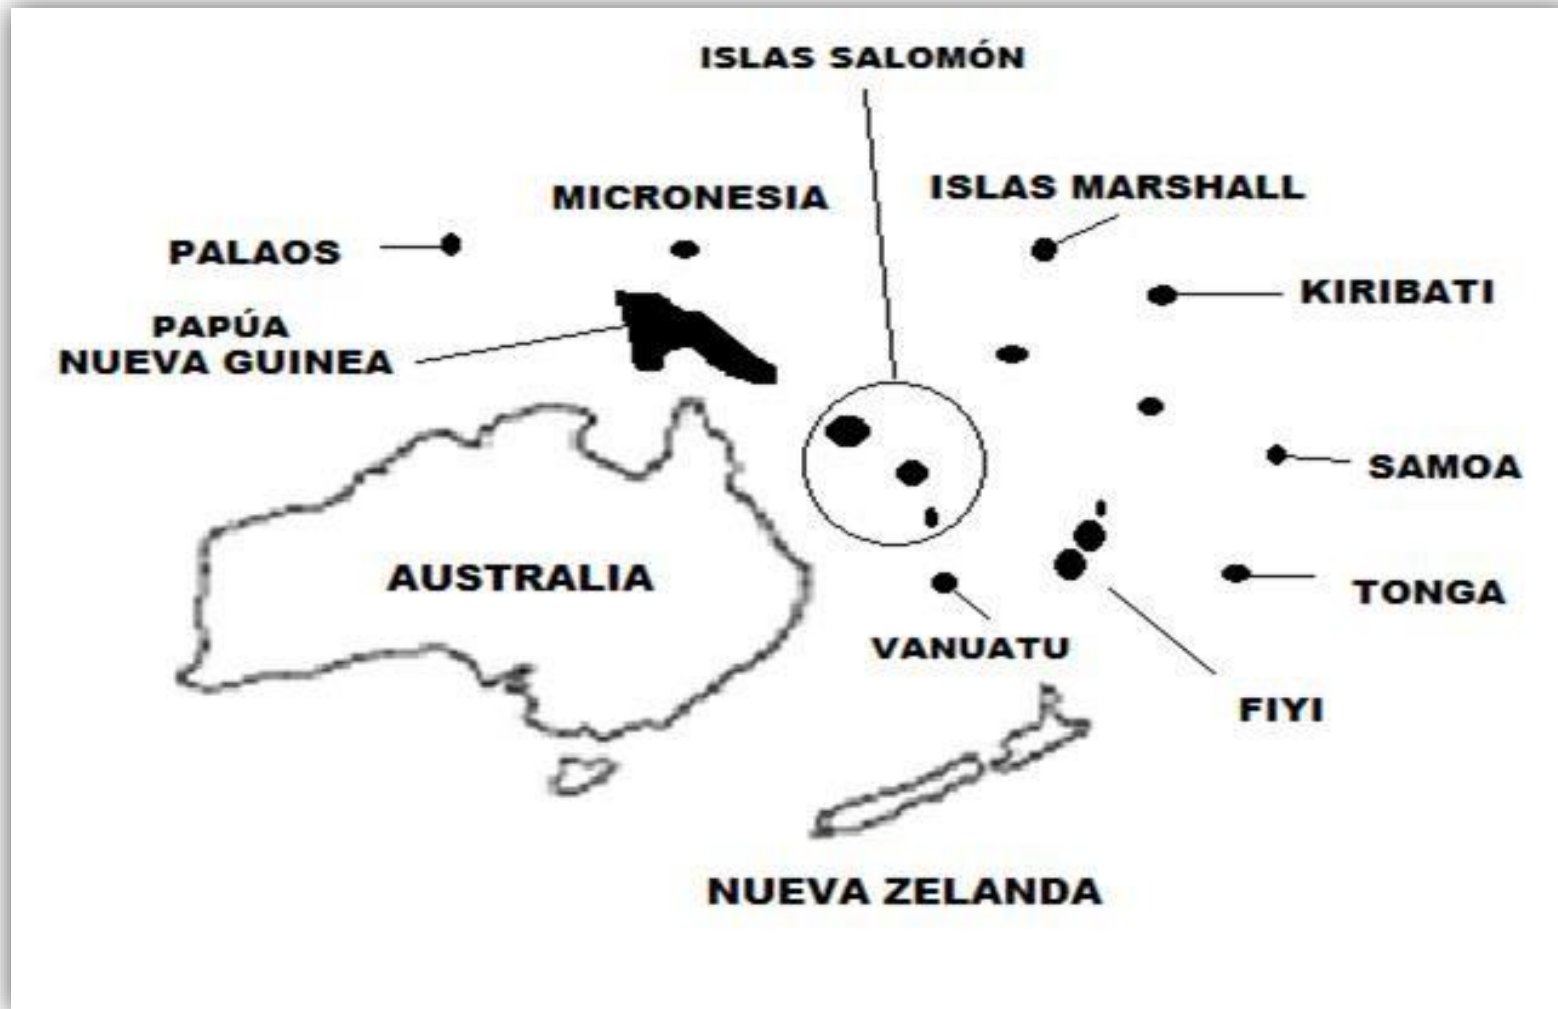 ISLAS SALOMÓN
ISLAS MARSHALL
MICRONESIA
PALAOS
KIRIBATI
PAPÚA
NUEVA GUINEA
SAMOA
AUSTRALIA
TONGA
VANUATU
FIYI
NUEVA ZELANDA